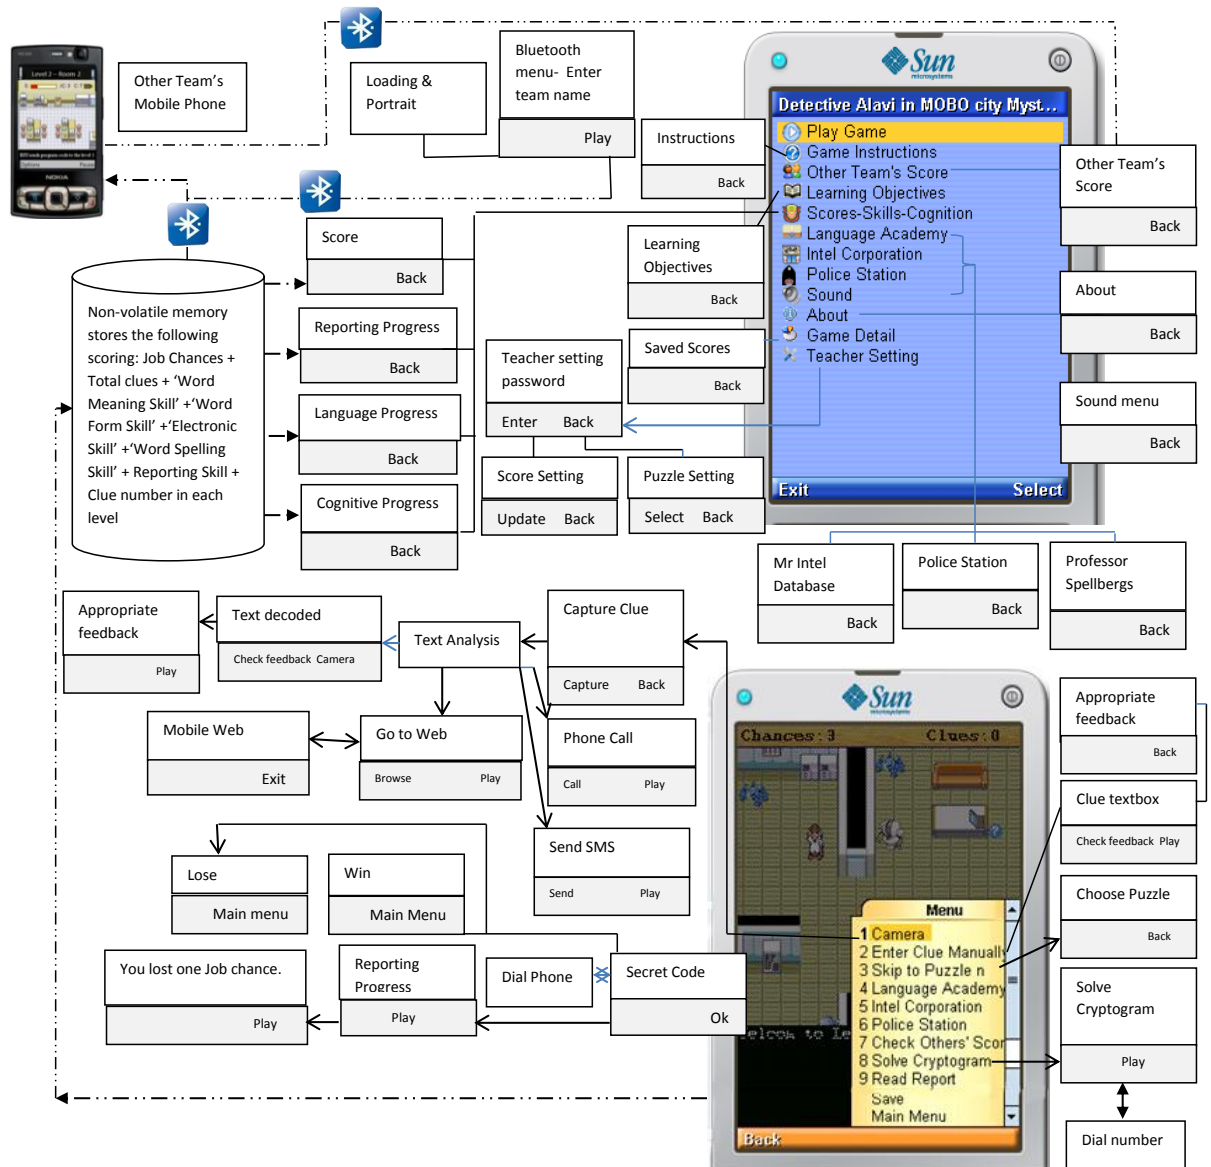 Other Team's
Mobile Phone
Level 2 - Room 2
NOKIA
Loading &
Portrait
Bluetooth
menu- Enter
team name
Play
Instructions
Back
Sun
microsystems
Detective Alavi in MOBO city Myst...
Play Game
Game Instructions
Other Team's Score
Learning Objectives
Scores-Skills-Cognition
Language Academy
Intel Corporation
Police Station
Sound
About
Game Detail
Teacher Setting
Exit
Select
Other Team's
Score
Back
About
Back
Sound menu
Back
Learning
Objectives
Back
Saved Scores
Back
Score
Back
Reporting Progress
Back
Language Progress
Back
Cognitive Progress
Back
Non-volatile memory
stores the following
scoring: Job Chances +
Total clues + 'Word
Meaning Skill' +'Word
Form Skill' +'Electronic
Skill' +'Word Spelling
Skill' + Reporting Skill +
Clue number in each
level
Teacher setting
password
Enter Back
Score Setting
Update Back
Puzzle Setting
Select Back
Mr Intel
Database
Back
Police Station
Back
Professor
Spellbergs
Back
Appropriate
feedback
Play
Text decoded
Check feedback Camera
Text Analysis
Capture Clue
Capture Back
Mobile Web
Exit
Go to Web
Browse Play
Phone Call
Call Play
Send SMS
Send Play
Lose
Main menu
Win
Main Menu
You lost one Job chance.
Play
Reporting
Progress
Play
Dial Phone
Secret Code
Ok
Sun
microsystems
Chances:3 Clues:0
Menu
1 Camera
2 Enter Clue Manually
3 Skip to Puzzle n
4 Language Academy
5 Intel Corporation
6 Police Station
7 Check Others' Scor
8 Solve Cryptogram
9 Read Report
Save
Main Menu
Back
Appropriate
feedback
Back
Clue textbox
Check feedback Play
Choose Puzzle
Back
Solve
Cryptogram
Play
Dial number